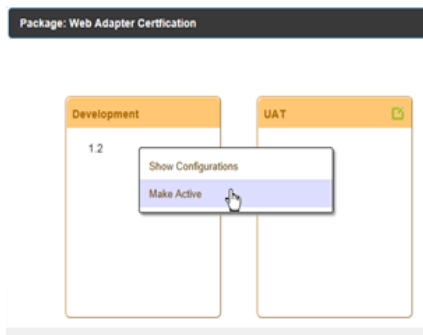 Package: Web Adapter Certfication
Development
UAT
1.2
Show Configurations
Make Active